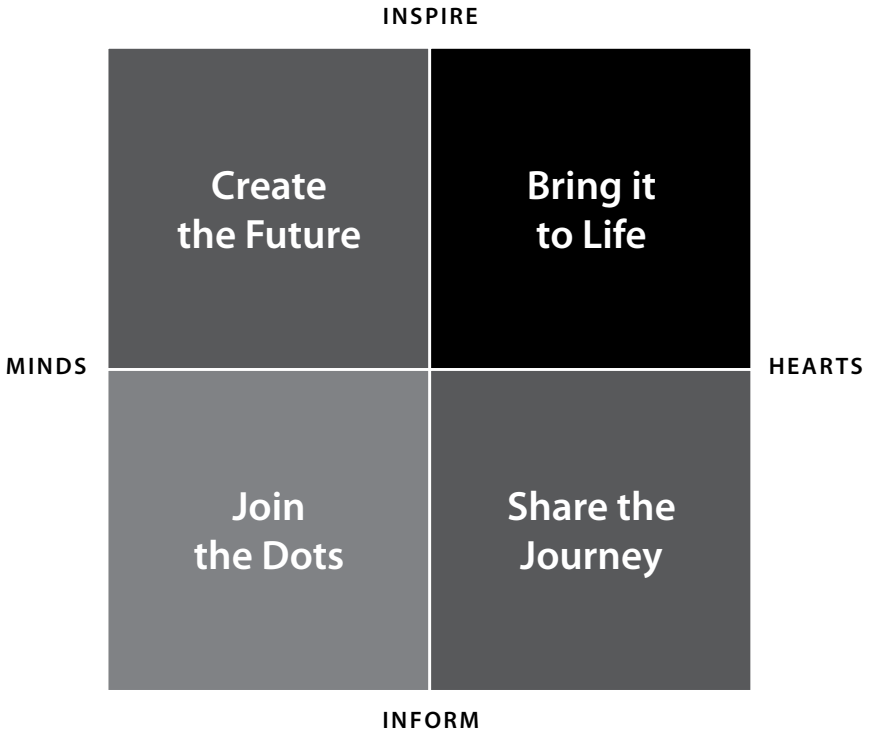 INSPIRE
Create
the Future
Bring it
to Life
MINDS
HEARTS
Join
the Dots
Share the
Journey
INFORM